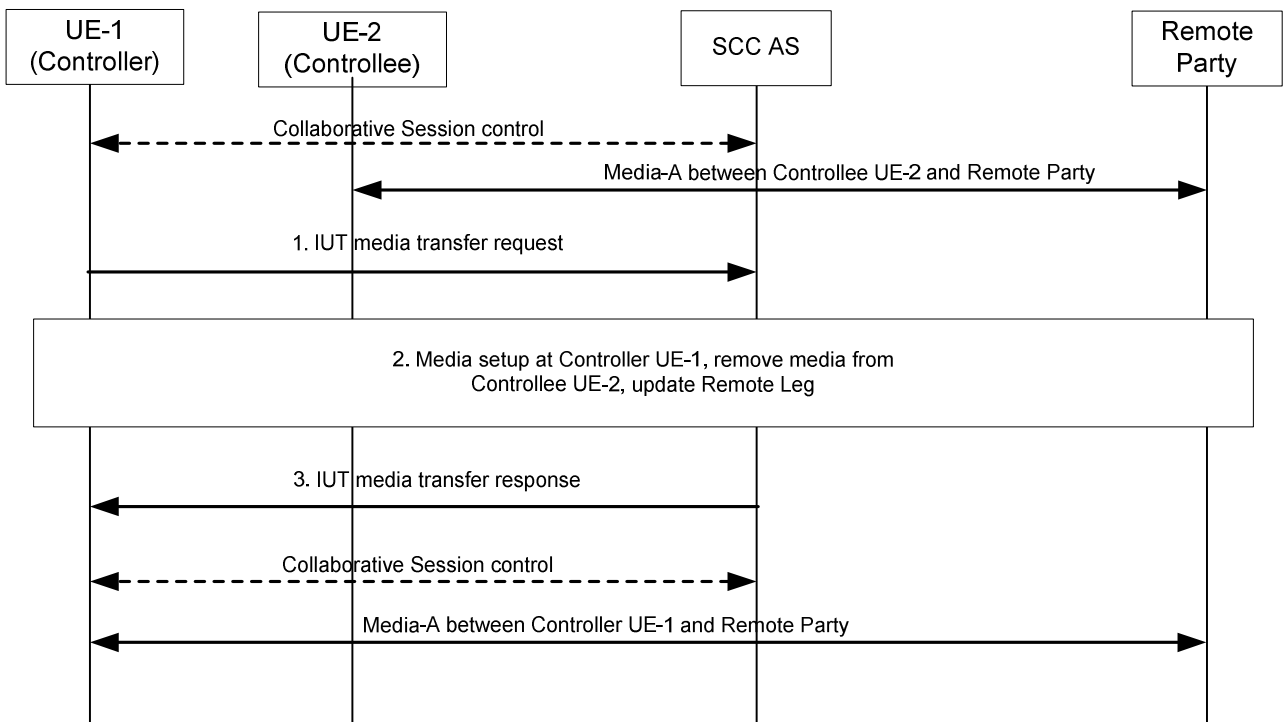 UE-1
(Controller)
UE-2
(Controllee)
SCC AS
Remote
Party
Collaborative Session control
Media-A between Controllee UE-2 and Remote Party
1. IUT media transfer request
2. Media setup at Controller UE-1, remove media from
Controllee UE-2, update Remote Leg
3. IUT media transfer response
Collaborative Session control
Media-A between Controller UE-1 and Remote Party